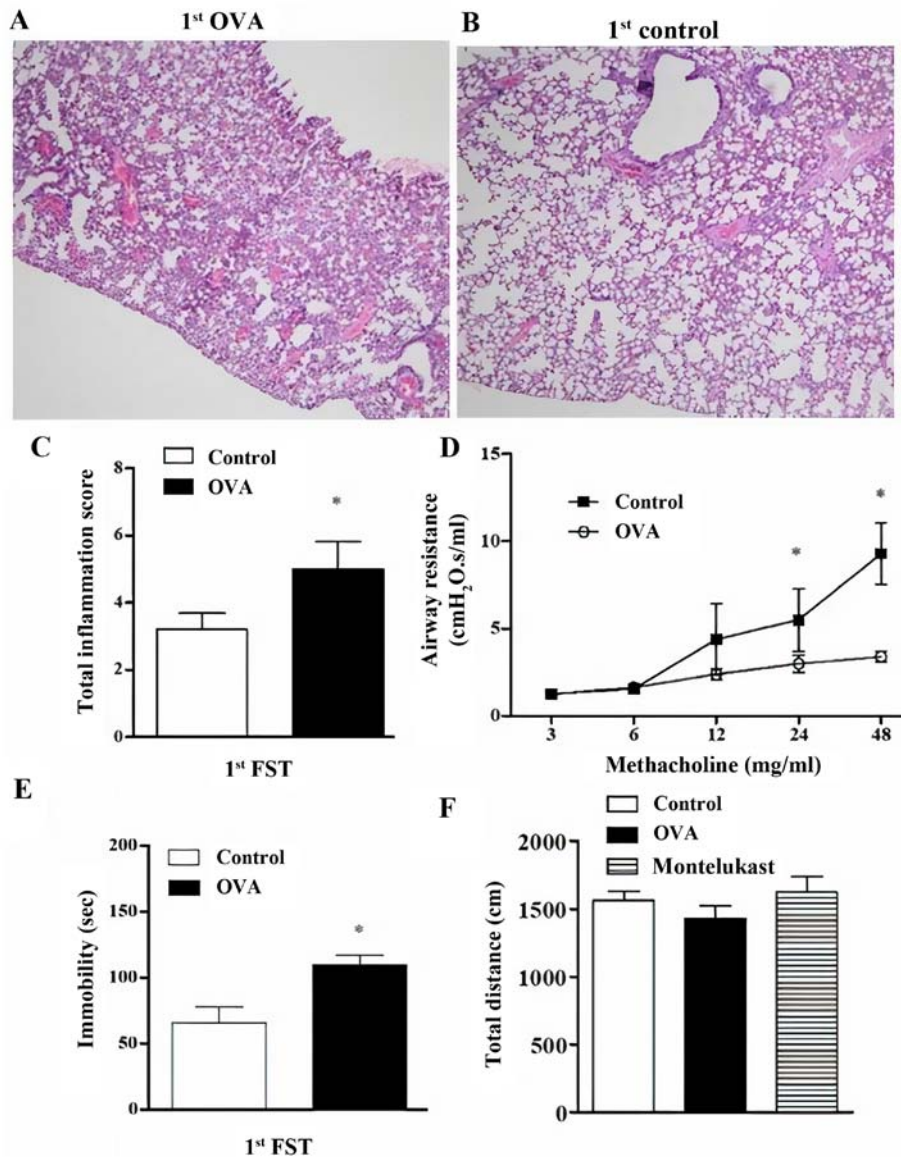 A
1st OVA
B
1st control
C
Control
OVA
*
Total inflammation score
8
6
4
2
0
1st FST
D
Control
OVA
*
*
Airway resistance
(cmH2O.s/ml)
15
10
5
0
3 6 12 24 48
Methacholine (mg/ml)
E
Control
OVA
*
Immobility (sec)
200
150
100
50
0
1st FST
F
Control
OVA
Montelukast
Total distance (cm)
2000
1500
1000
500
0